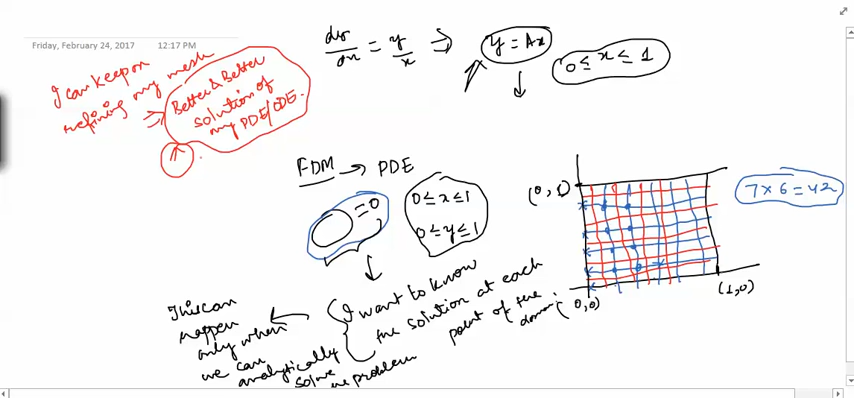 Friday, February 24, 2017 12:17 PM
dy/dx = y/x ⇒ y = Ax
0 ≤ x ≤ 1
I can keep on
refining my mesh
⇒ Better & Better
solution of
my PDE/ODE.
FDM → PDE
= 0
0 ≤ x ≤ 1
0 ≤ y ≤ 1
(0, 1)
(0, 0)
(1, 0)
7 × 6 = 42
I want to know
the solution at each
point of the
domain.
This can
happen
only when
we can
analytically
solve
the problem